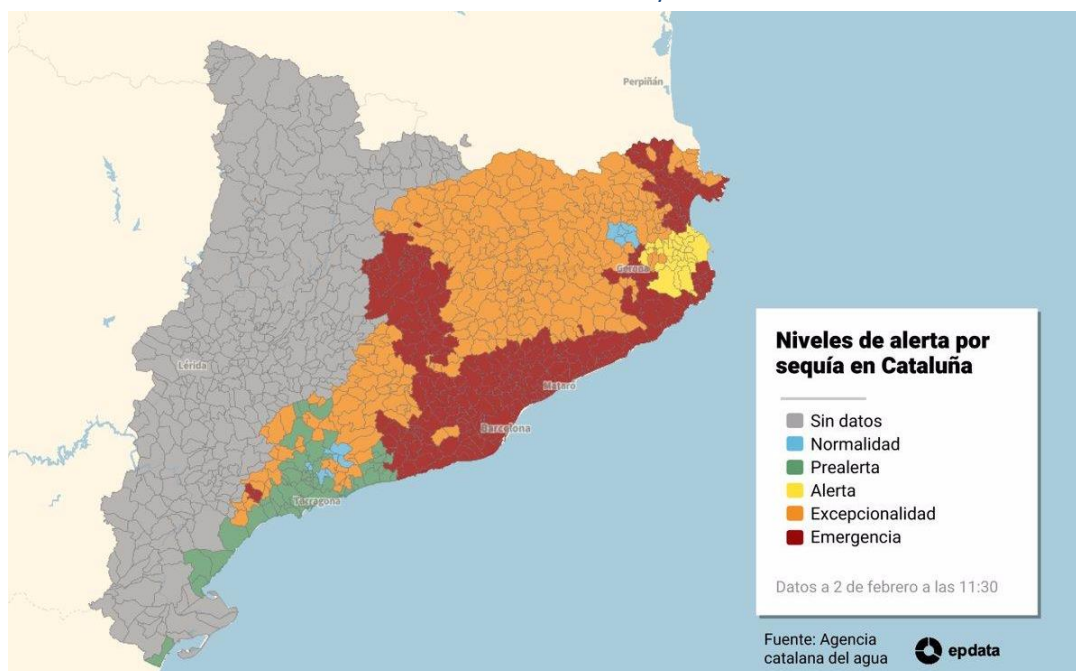 Perpiñán
Gerona
Lérida
Mataró
Barcelona
Tarragona
Niveles de alerta por
sequía en Cataluña
Sin datos
Normalidad
Prealerta
Alerta
Excepcionalidad
Emergencia
Datos a 2 de febrero a las 11:30
Fuente: Agencia
catalana del agua
epdata